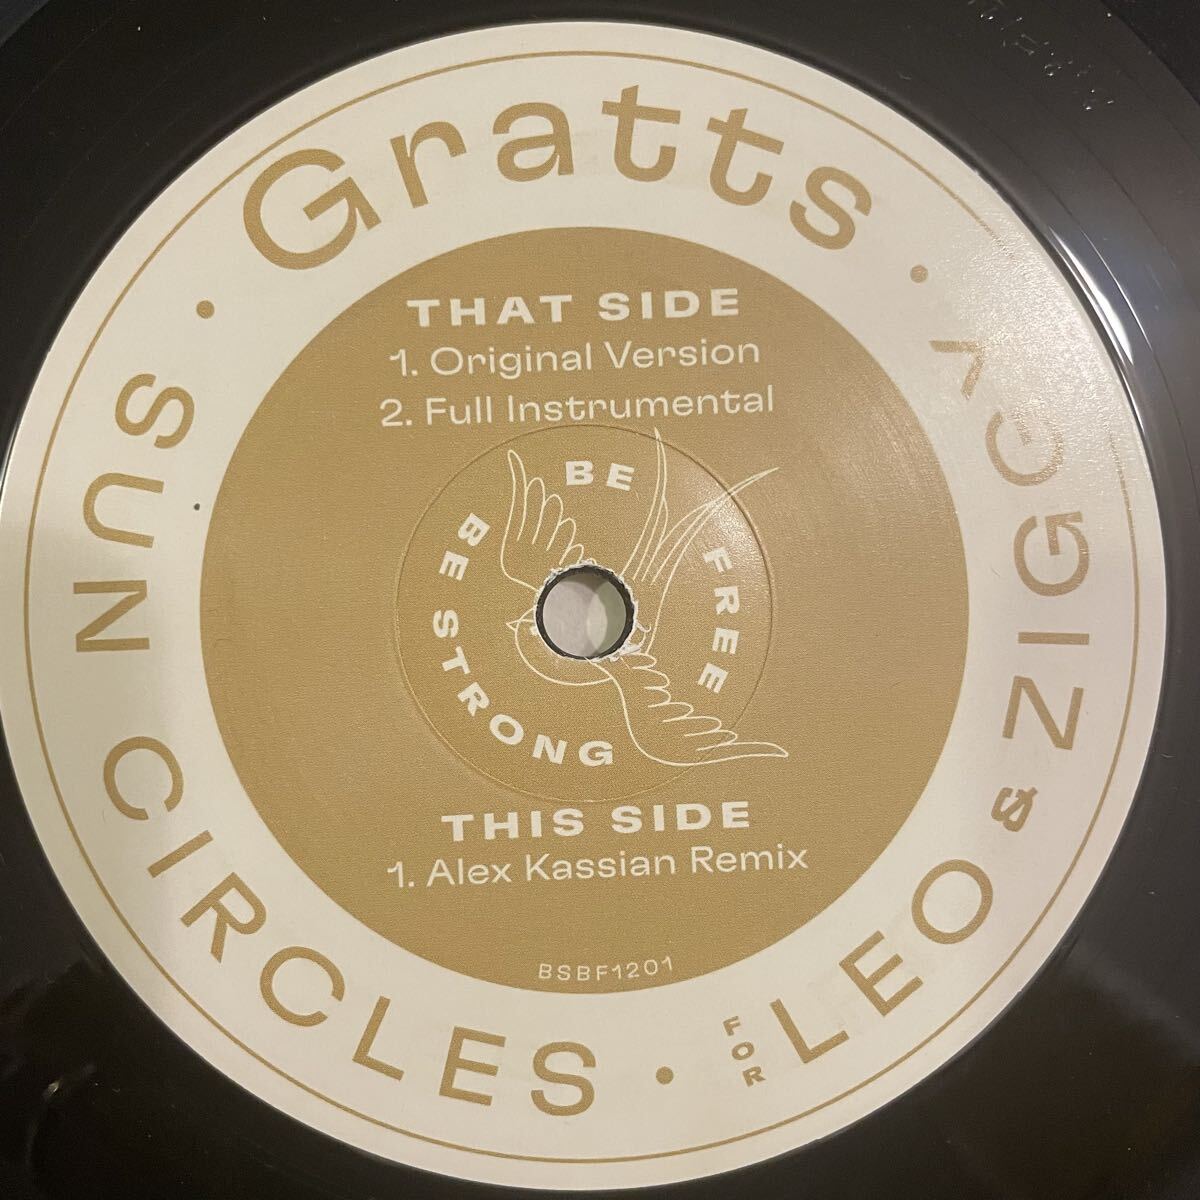 Gratts
SUN CIRCLES
FOR LEO & ZIGGY
THAT SIDE
1. Original Version
2. Full Instrumental
BE STRONG
BE FREE
THIS SIDE
1. Alex Kassian Remix
BSBF1201